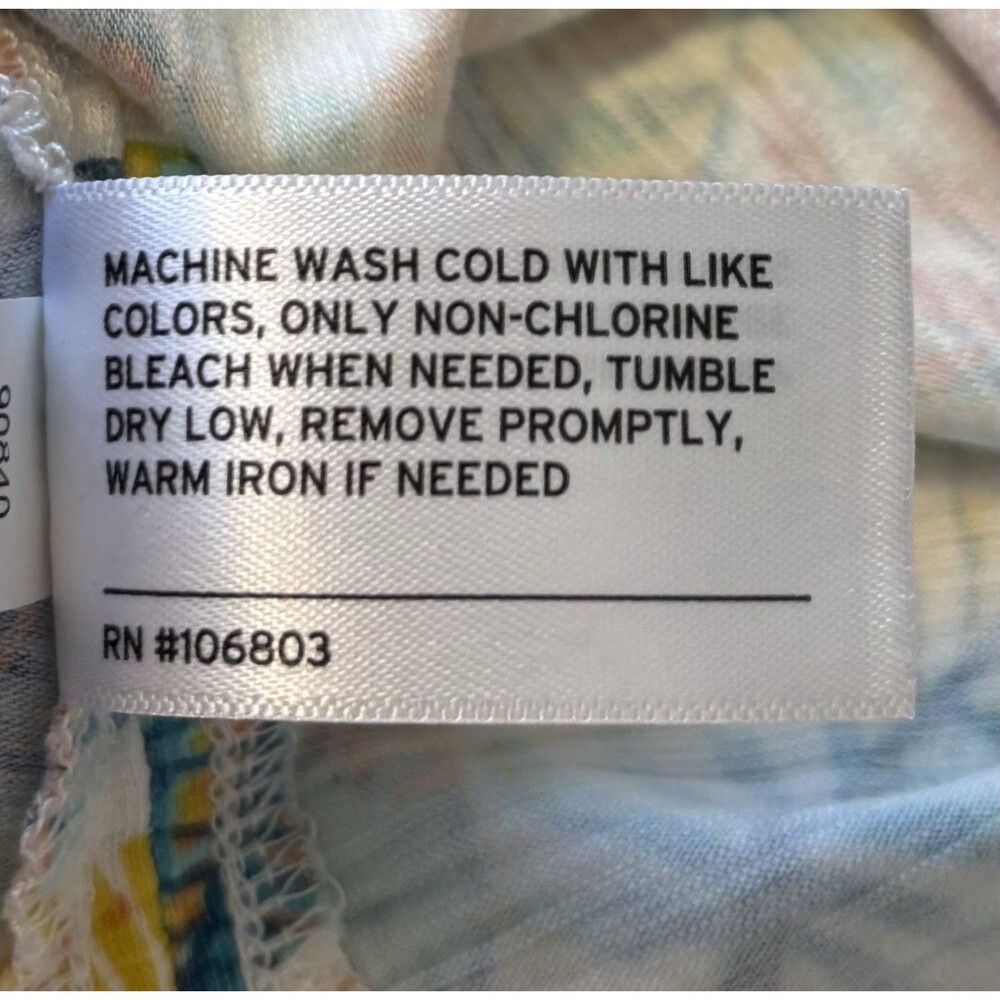 MACHINE WASH COLD WITH LIKE
COLORS, ONLY NON-CHLORINE
BLEACH WHEN NEEDED, TUMBLE
DRY LOW, REMOVE PROMPTLY,
WARM IRON IF NEEDED
RN #106803